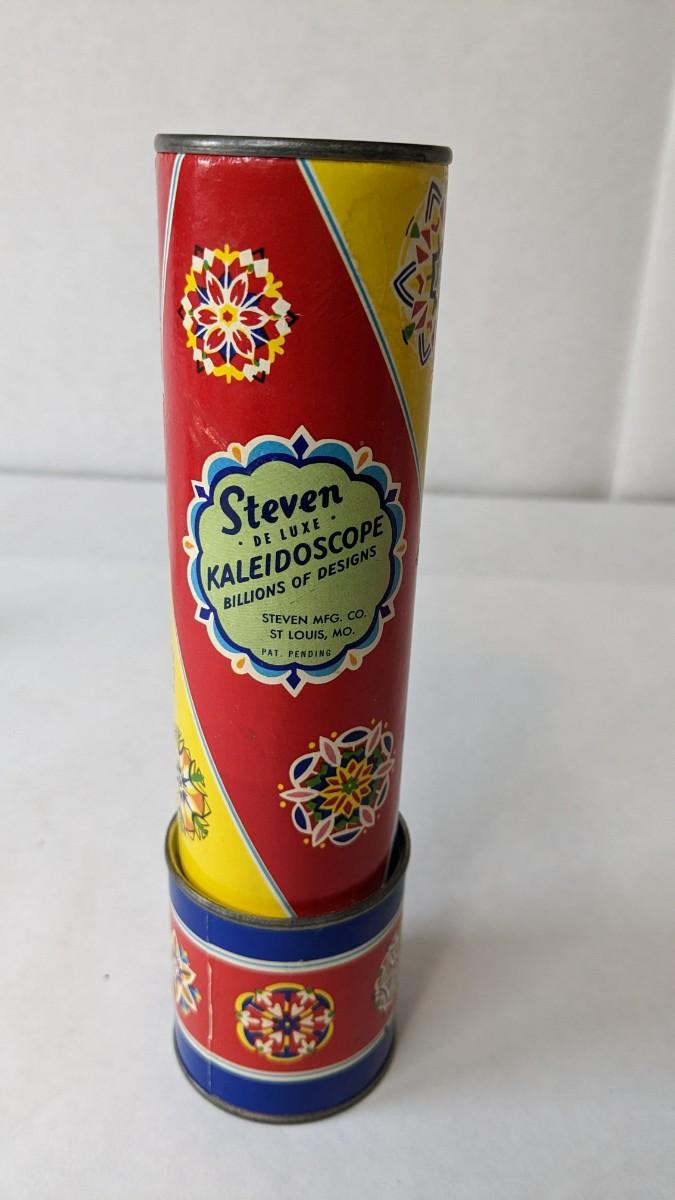 Steven
• DE LUXE •
KALEIDOSCOPE
BILLIONS OF DESIGNS
STEVEN MFG. CO.
ST LOUIS, MO.
PAT. PENDING